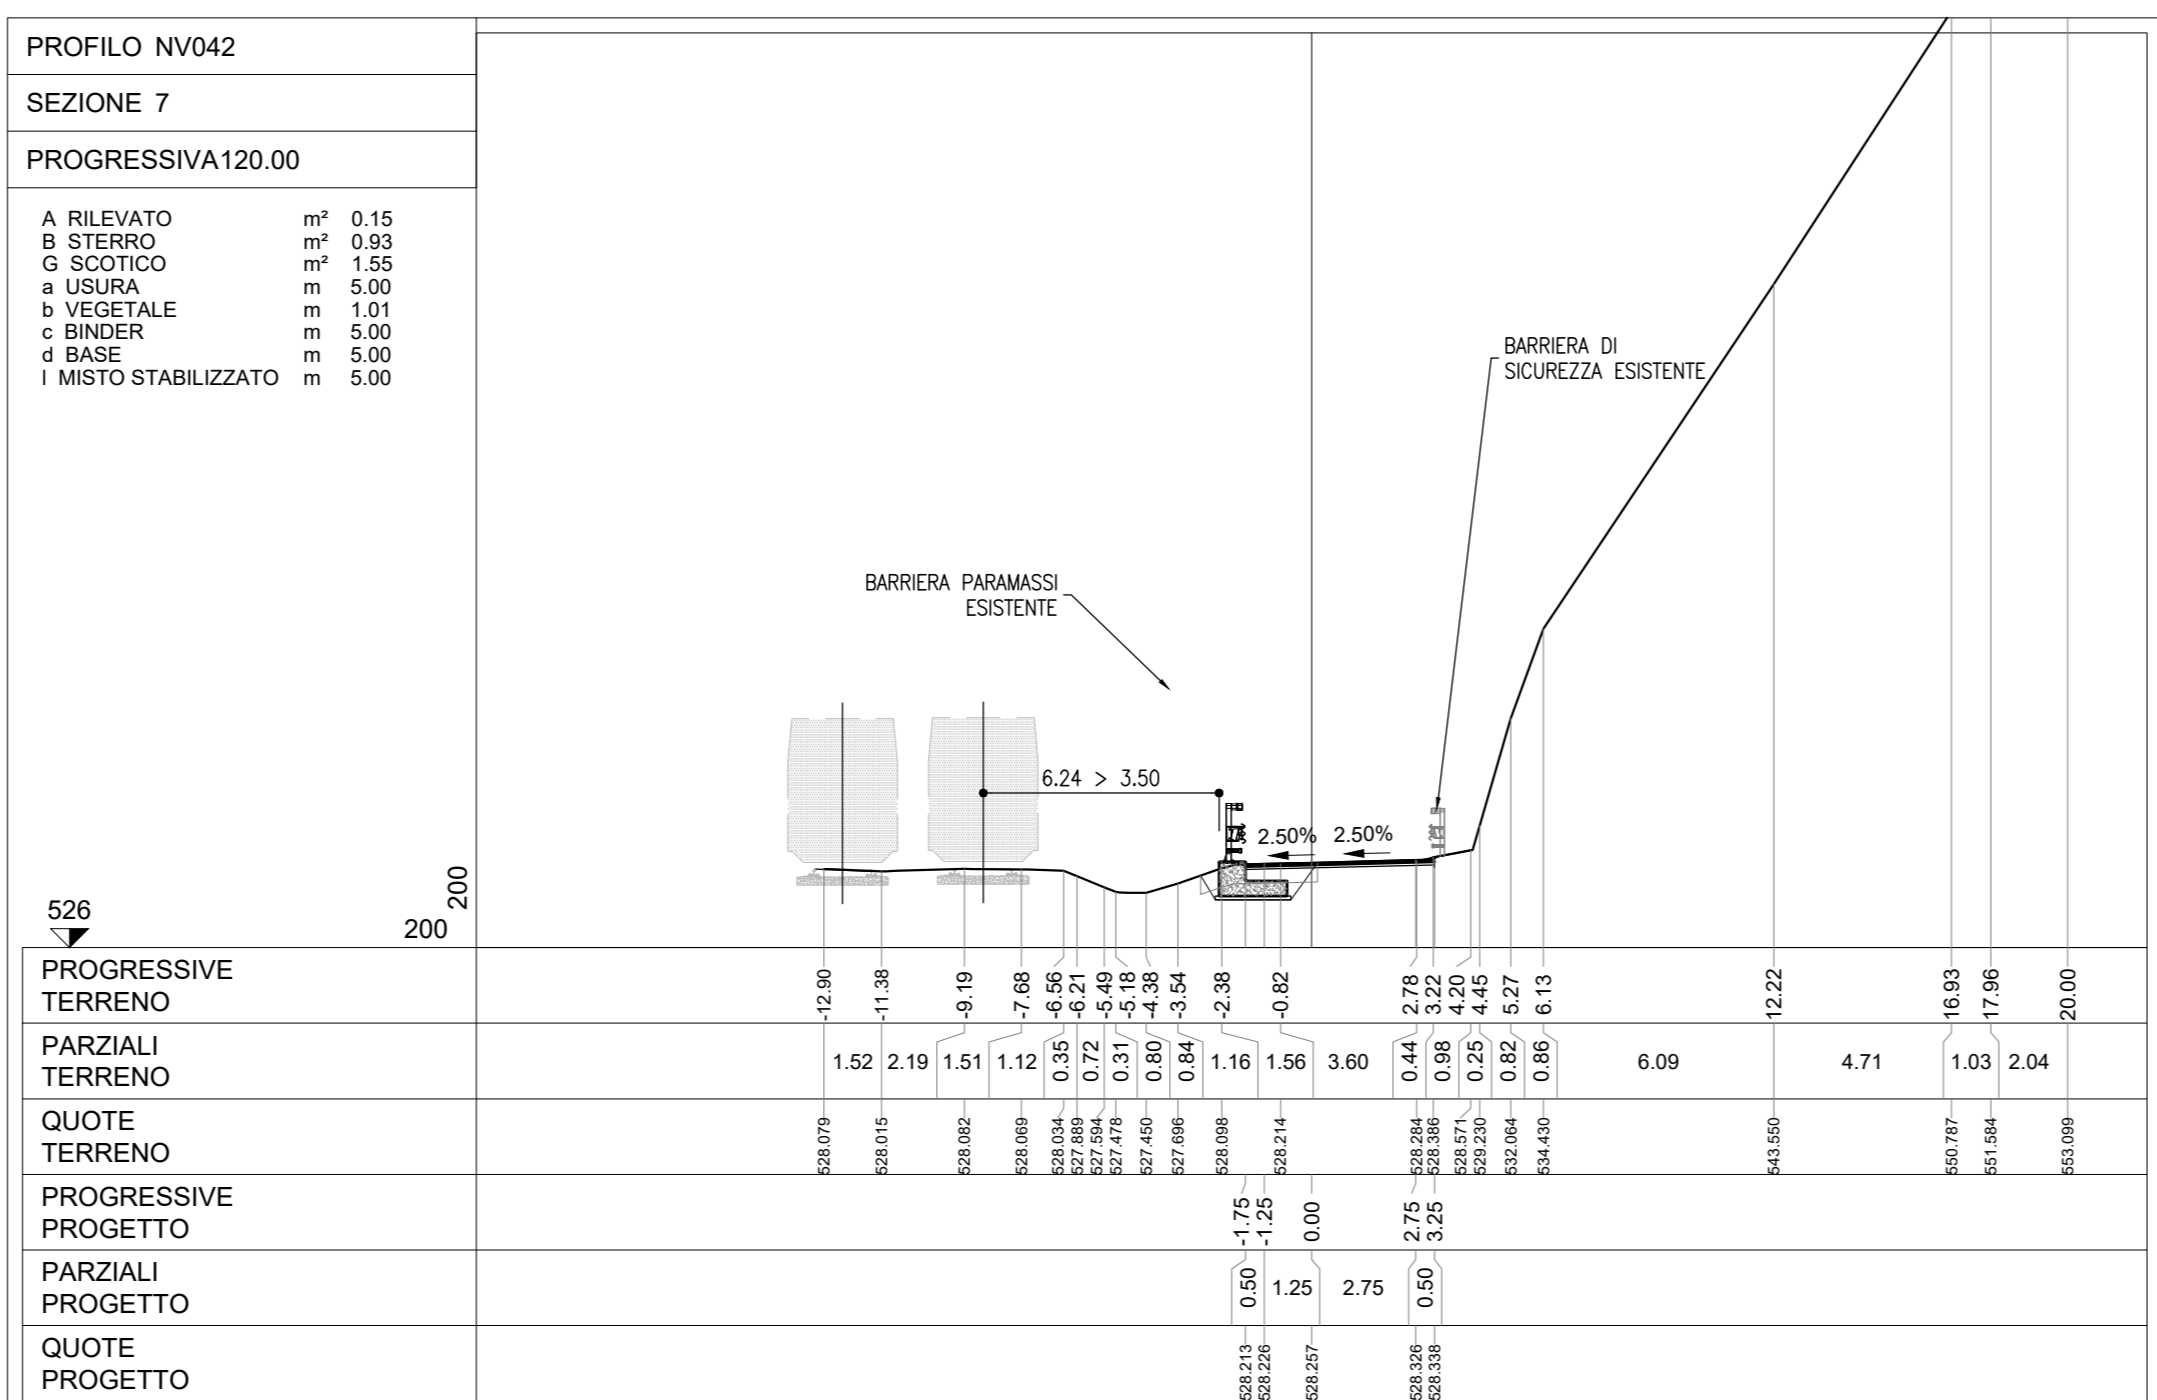 PROFILO NV042
SEZIONE 7
PROGRESSIVA120.00
A RILEVATO m² 0.15
B STERRO m² 0.93
G SCOTICO m² 1.55
a USURA m 5.00
b VEGETALE m 1.01
c BINDER m 5.00
d BASE m 5.00
I MISTO STABILIZZATO m 5.00
BARRIERA DI
SICUREZZA ESISTENTE
BARRIERA PARAMASSI
ESISTENTE
6.24 > 3.50
2.50% 2.50%
526
200
200
PROGRESSIVE
TERRENO
-12.90 -11.38 -9.19 -7.68 -6.56 -6.21 -5.49 -5.18 -4.38 -3.54 -2.38 -0.82 2.78 3.22 4.20 4.45 5.27 6.13 12.22 16.93 17.96 20.00
PARZIALI
TERRENO
1.52 2.19 1.51 1.12 0.35 0.72 0.31 0.80 0.84 1.16 1.56 3.60 0.44 0.98 0.25 0.82 0.86 6.09 4.71 1.03 2.04
QUOTE
TERRENO
528.079 528.015 528.082 528.069 528.034 527.889 527.594 527.478 527.450 527.696 528.098 528.214 528.284 528.386 528.571 529.230 532.064 534.430 543.550 550.787 551.584 553.099
PROGRESSIVE
PROGETTO
-1.75 -1.25 0.00 2.75 3.25
PARZIALI
PROGETTO
0.50 1.25 2.75 0.50
QUOTE
PROGETTO
528.213 528.226 528.257 528.326 528.338